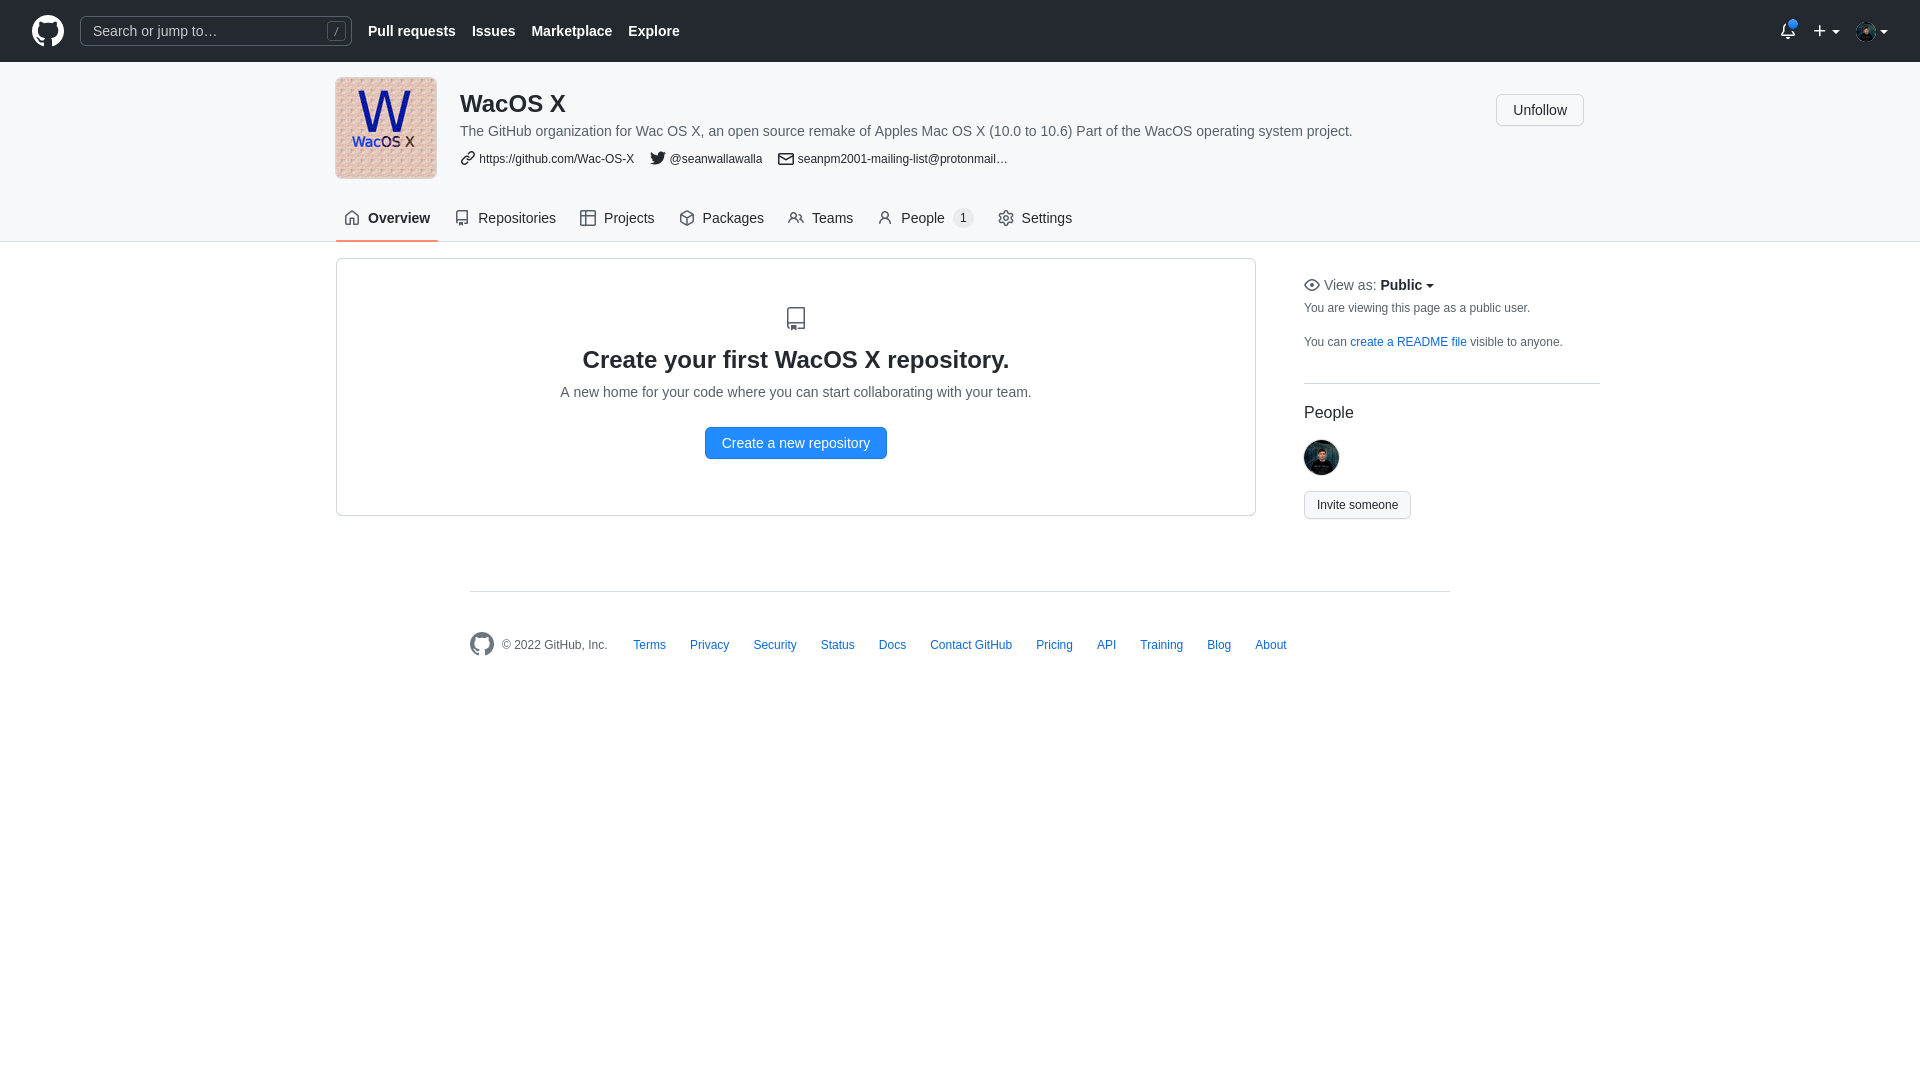 Search or jump to…
/
Pull requests
Issues
Marketplace
Explore
W
WacOS X
WacOS X
The GitHub organization for Wac OS X, an open source remake of Apples Mac OS X (10.0 to 10.6) Part of the WacOS operating system project.
https://github.com/Wac-OS-X
@seanwallawalla
seanpm2001-mailing-list@protonmail…
Unfollow
Overview
Repositories
Projects
Packages
Teams
People 1
Settings
Create your first WacOS X repository.
A new home for your code where you can start collaborating with your team.
Create a new repository
View as: Public
You are viewing this page as a public user.
You can create a README file visible to anyone.
People
Invite someone
© 2022 GitHub, Inc.
Terms
Privacy
Security
Status
Docs
Contact GitHub
Pricing
API
Training
Blog
About